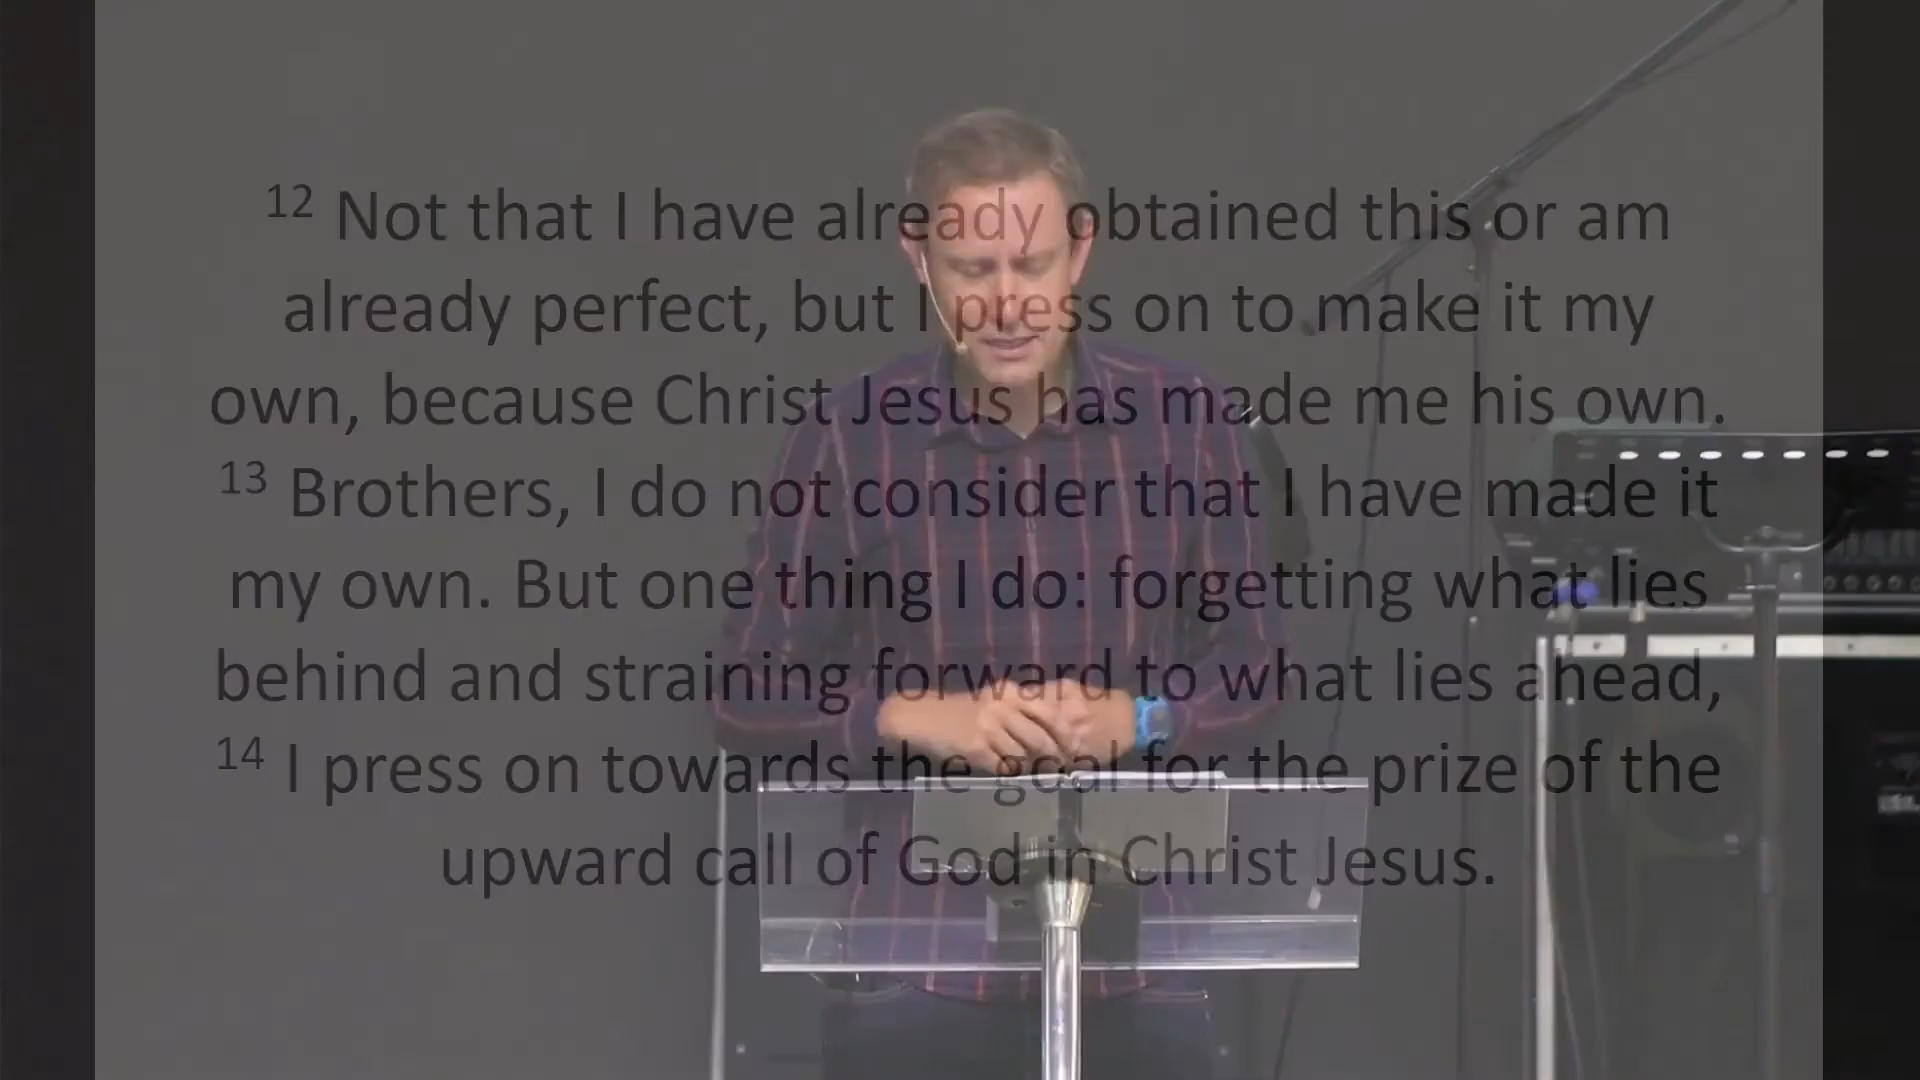 12 Not that I have already obtained this or am
already perfect, but I press on to make it my
own, because Christ Jesus has made me his own.
13 Brothers, I do not consider that I have made it
my own. But one thing I do: forgetting what lies
behind and straining forward to what lies ahead,
14 I press on towards the goal for the prize of the
upward call of God in Christ Jesus.